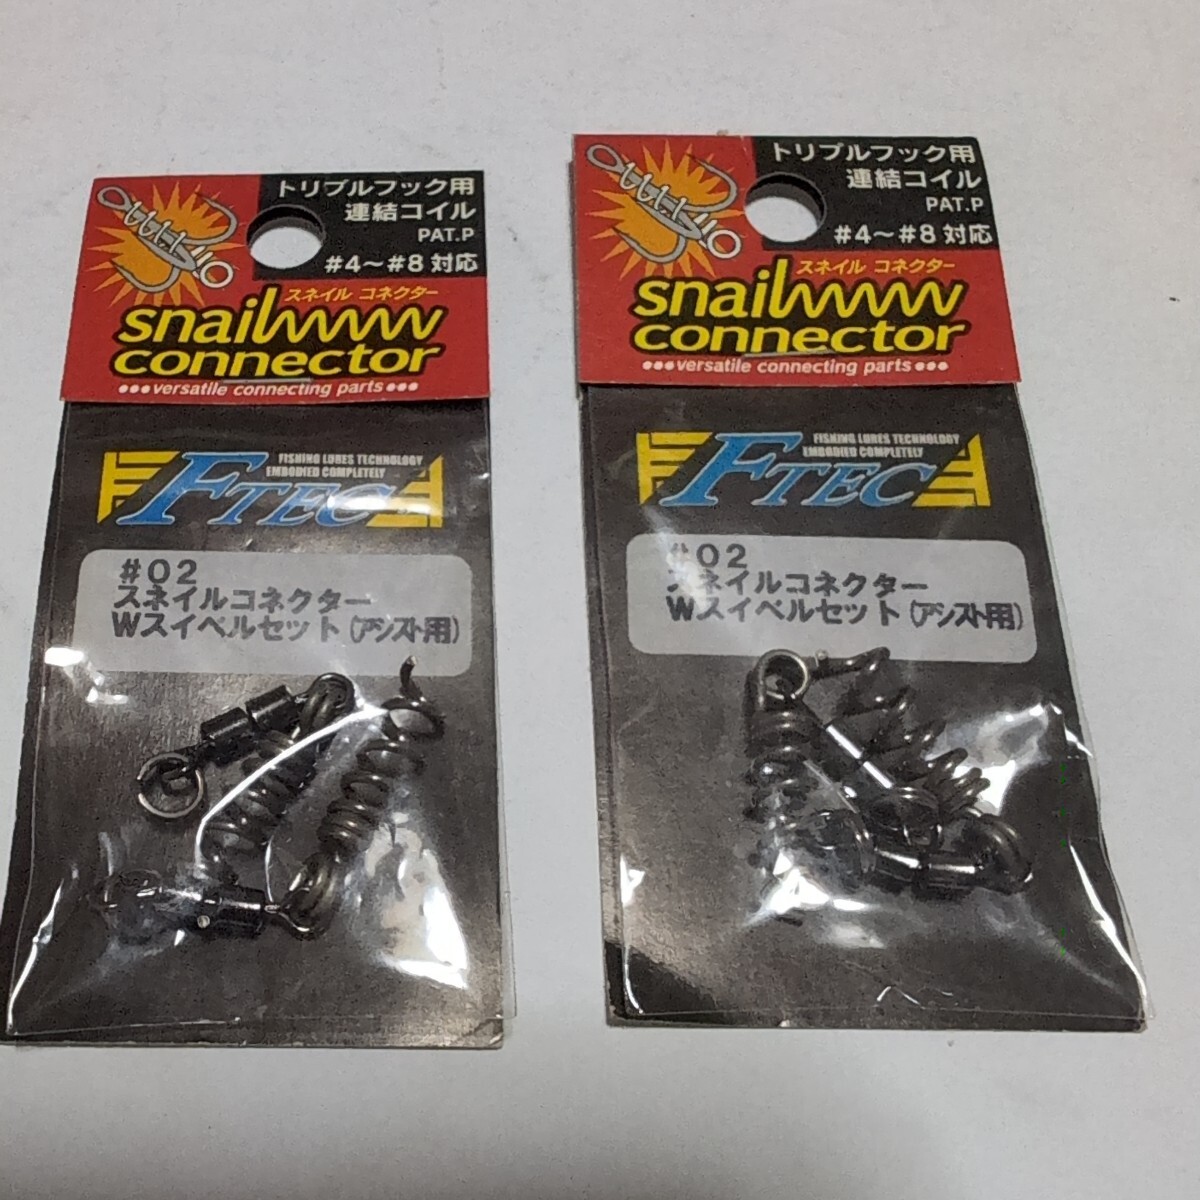 トリプルフック用
連結コイル
PAT.P
#4～#8 対応
スネイル コネクター
snail
connector
●●●versatile connecting parts●●●
FISHING LURES TECHNOLOGY
EMBODIED COMPLETELY
FTEC
#02
スネイルコネクター
Wスイベルセット(アシスト用)
トリプルフック用
連結コイル
PAT.P
#4～#8 対応
スネイル コネクター
snail
connector
●●●versatile connecting parts●●●
FISHING LURES TECHNOLOGY
EMBODIED COMPLETELY
FTEC
#02
スネイルコネクター
Wスイベルセット(アシスト用)